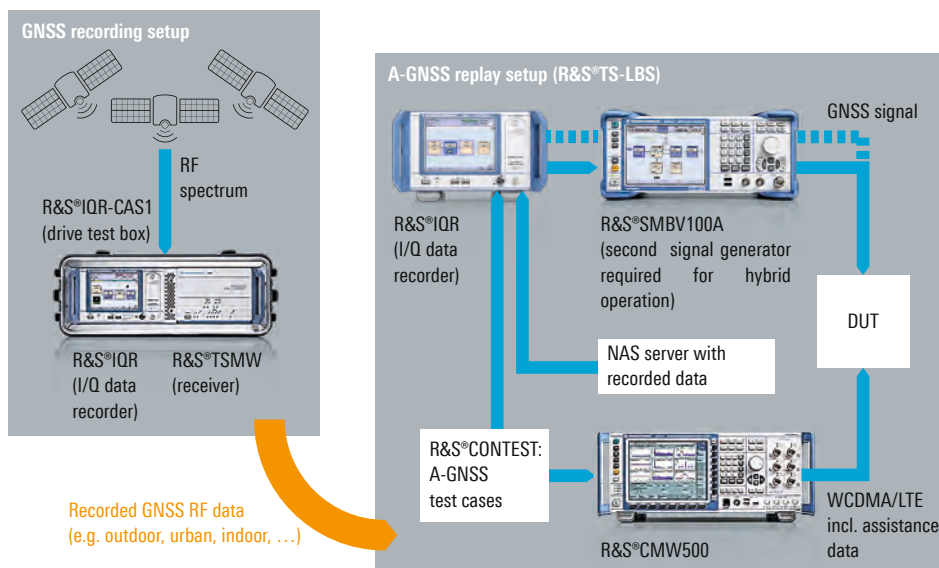 GNSS recording setup
RF
spectrum
R&S®IQR-CAS1
(drive test box)
R&S®IQR
(I/Q data
recorder)
R&S®TSMW
(receiver)
Recorded GNSS RF data
(e.g. outdoor, urban, indoor, …)
A-GNSS replay setup (R&S®TS-LBS)
GNSS signal
R&S®IQR
(I/Q data
recorder)
R&S®SMBV100A
(second signal generator
required for hybrid
operation)
DUT
NAS server with
recorded data
R&S®CONTEST:
A-GNSS
test cases
R&S®CMW500
WCDMA/LTE
incl. assistance
data